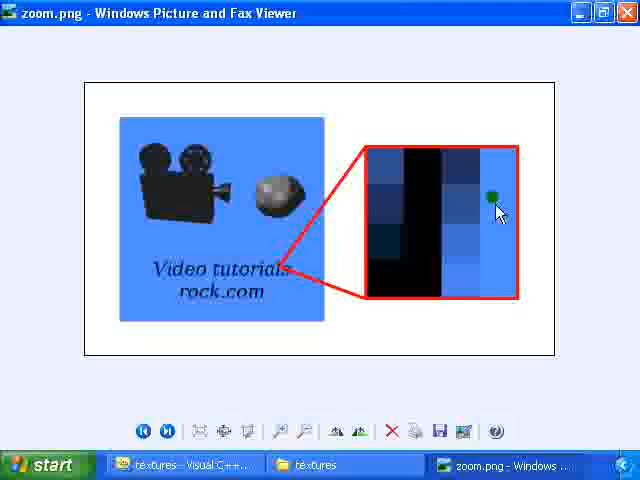 zoom.png - Windows Picture and Fax Viewer
Video tutorials
rock.com
start
textures - Visual C++...
textures
zoom.png - Windows ...